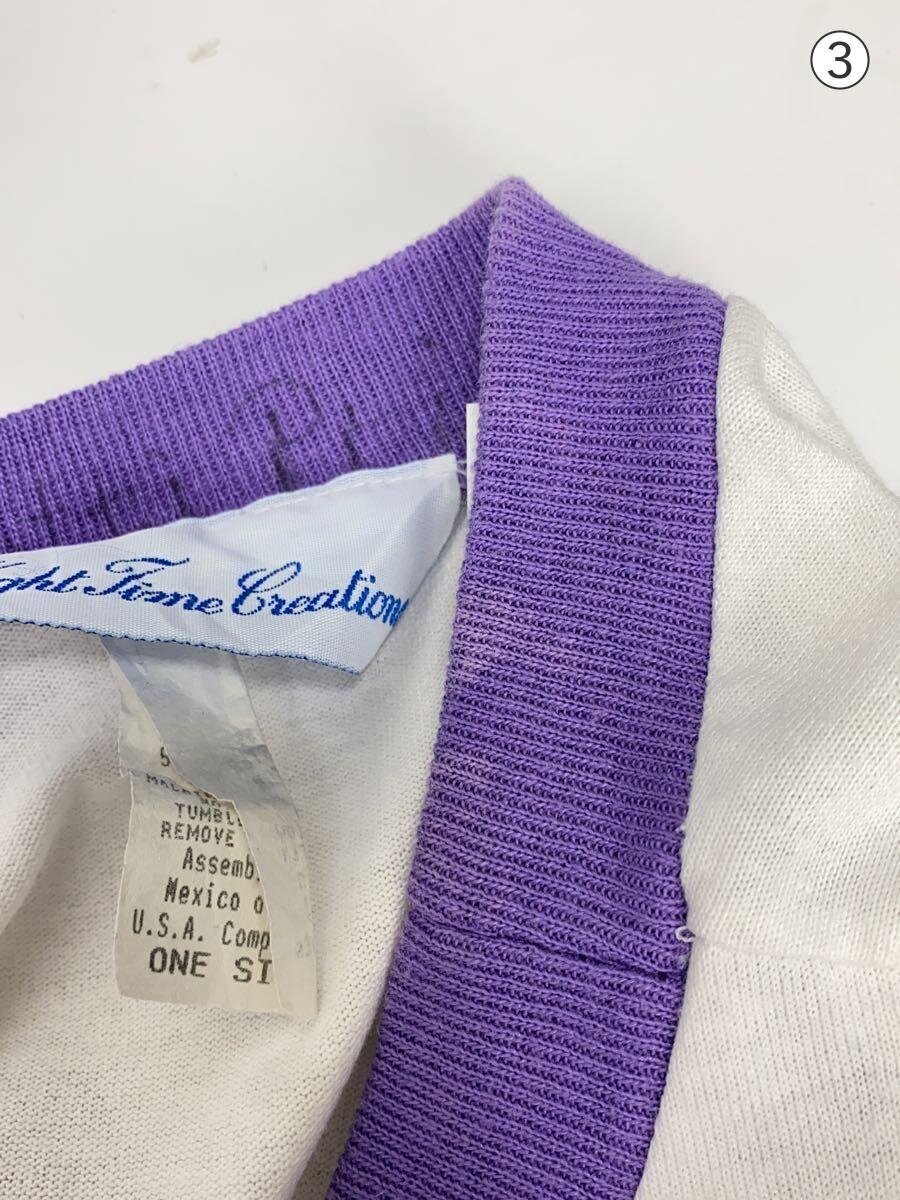 ③
ght Time Creation
TUMBL
REMOVE
Assemb
Mexico o
U.S.A. Comp
ONE SI